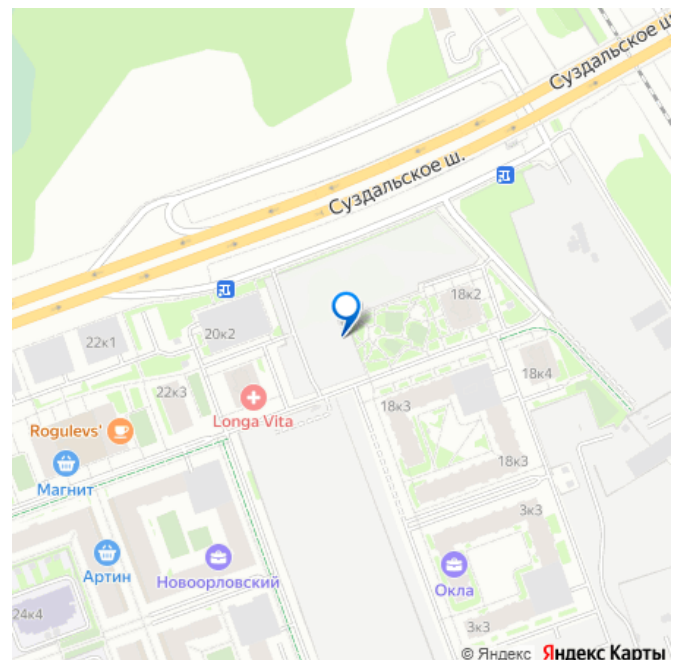 Суздальское ш.
Суздальское ш.
18к2
20к2
22к1
18к4
22к3
18к3
Longa Vita
Rogulevs'
18к3
Магнит
3к3
Артин
Новоорловский
Окла
24к4
3к3
© Яндекс Яндекс Карты